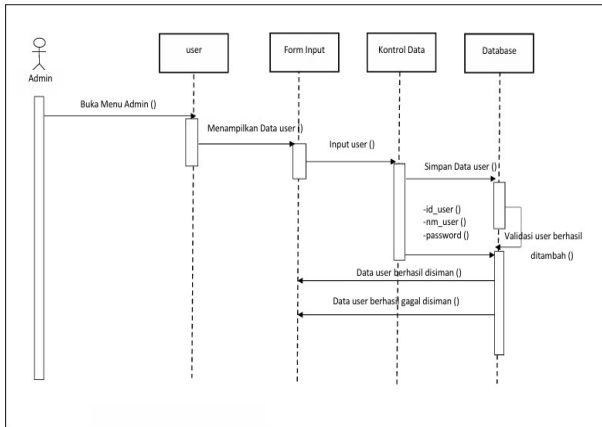 user
Form Input
Kontrol Data
Database
Admin
Buka Menu Admin ()
Menampilkan Data user ()
Input user ()
Simpan Data user ()
-id_user ()
-nm_user ()
-password ()
Validasi user berhasil
ditambah ()
Data user berhasil disiman ()
Data user berhasil gagal disiman ()